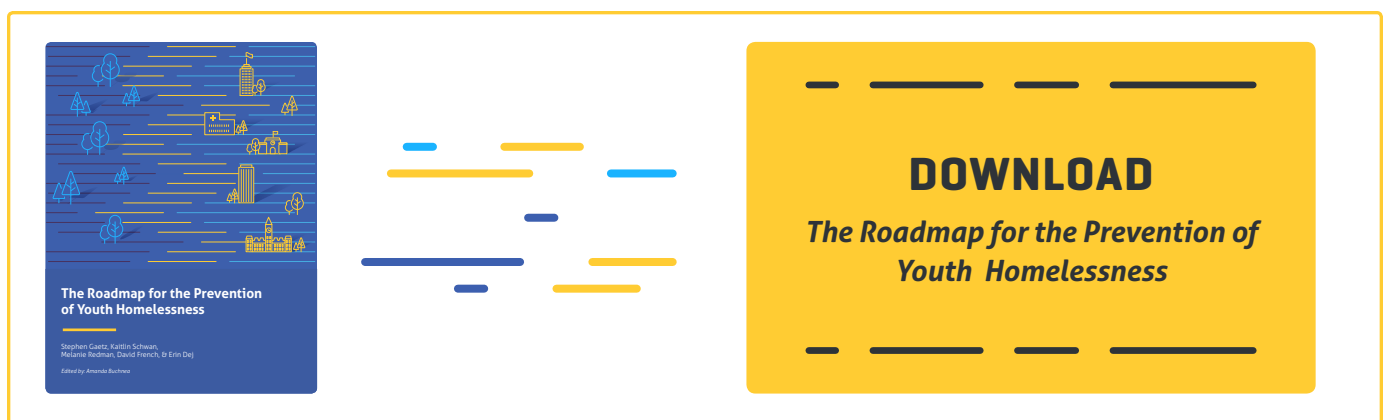 The Roadmap for the Prevention
of Youth Homelessness
Stephen Gaetz, Kaitlin Schwan,
Melanie Redman, David French, & Erin Dej
Edited by: Amanda Buchnea
DOWNLOAD
The Roadmap for the Prevention of
Youth Homelessness